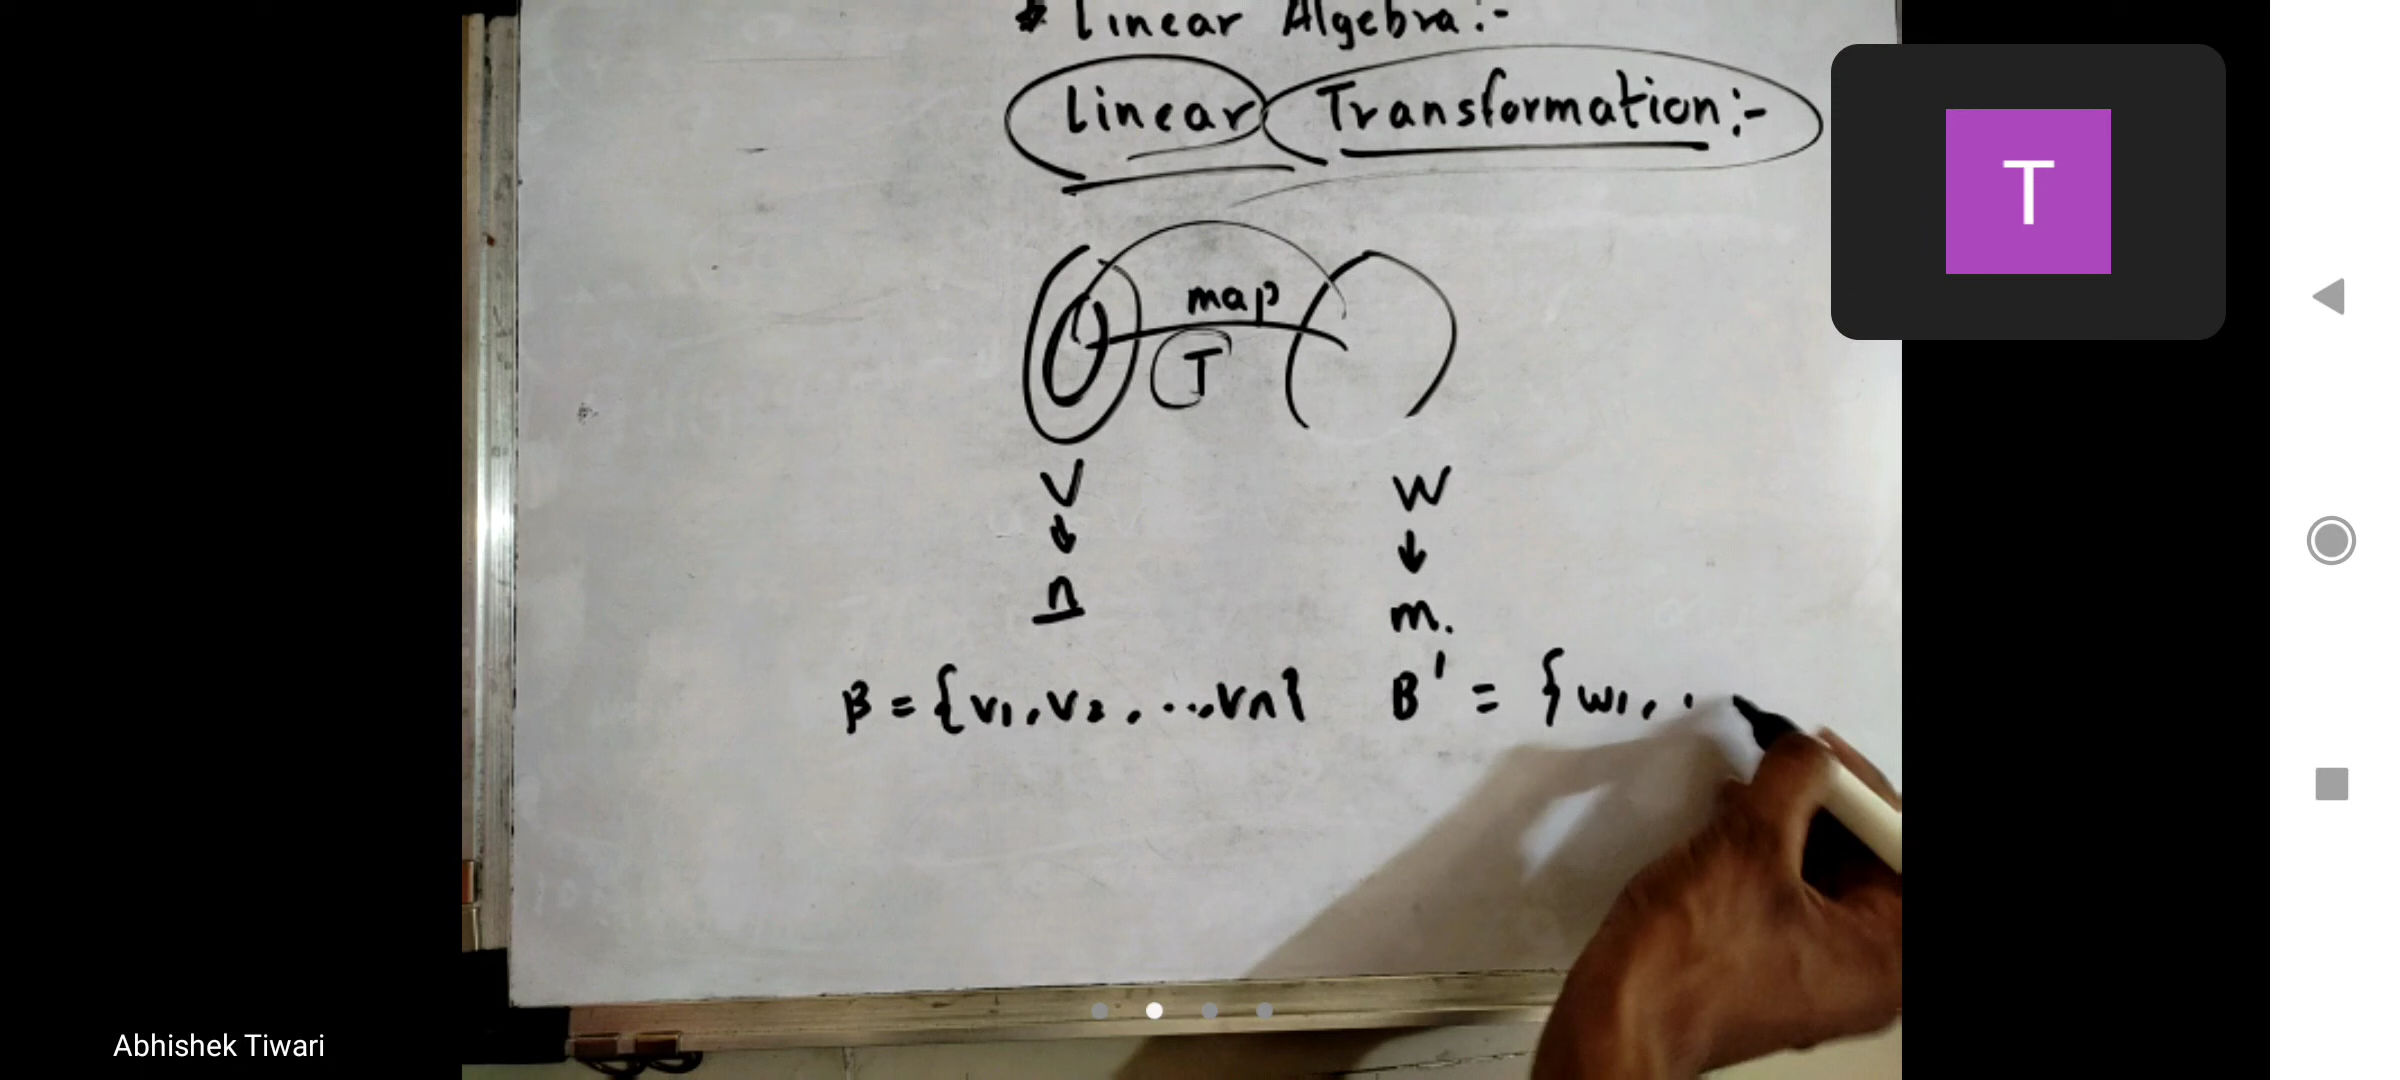 * Linear Algebra:-
Linear Transformation:-
T
map
T
V W
↓ ↓
n m.
B = {v1, v2, ...vn} B' = {w1, .
Abhishek Tiwari